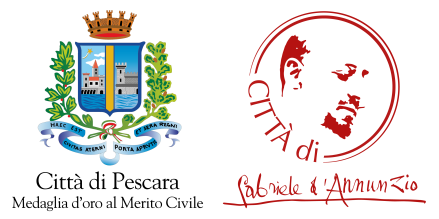 HAEC EST
CIVITAS ATERNI
PORTA APRUTII
ET SERA REGNI
Città di Pescara
Medaglia d'oro al Merito Civile
CITTÀ di
Gabriele d'Annunzio